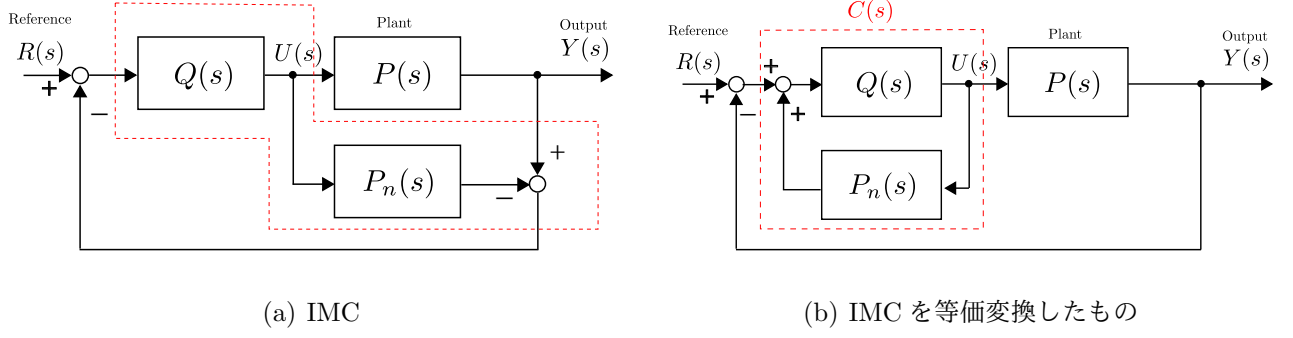 Reference
R(s)
+
−
Q(s)
U(s)
Plant
P(s)
Output
Y(s)
P_n(s)
+
−
(a) IMC
C(s)
Reference
R(s)
+
−
+
+
Q(s)
U(s)
Plant
P(s)
Output
Y(s)
P_n(s)
(b) IMC を等価変換したもの